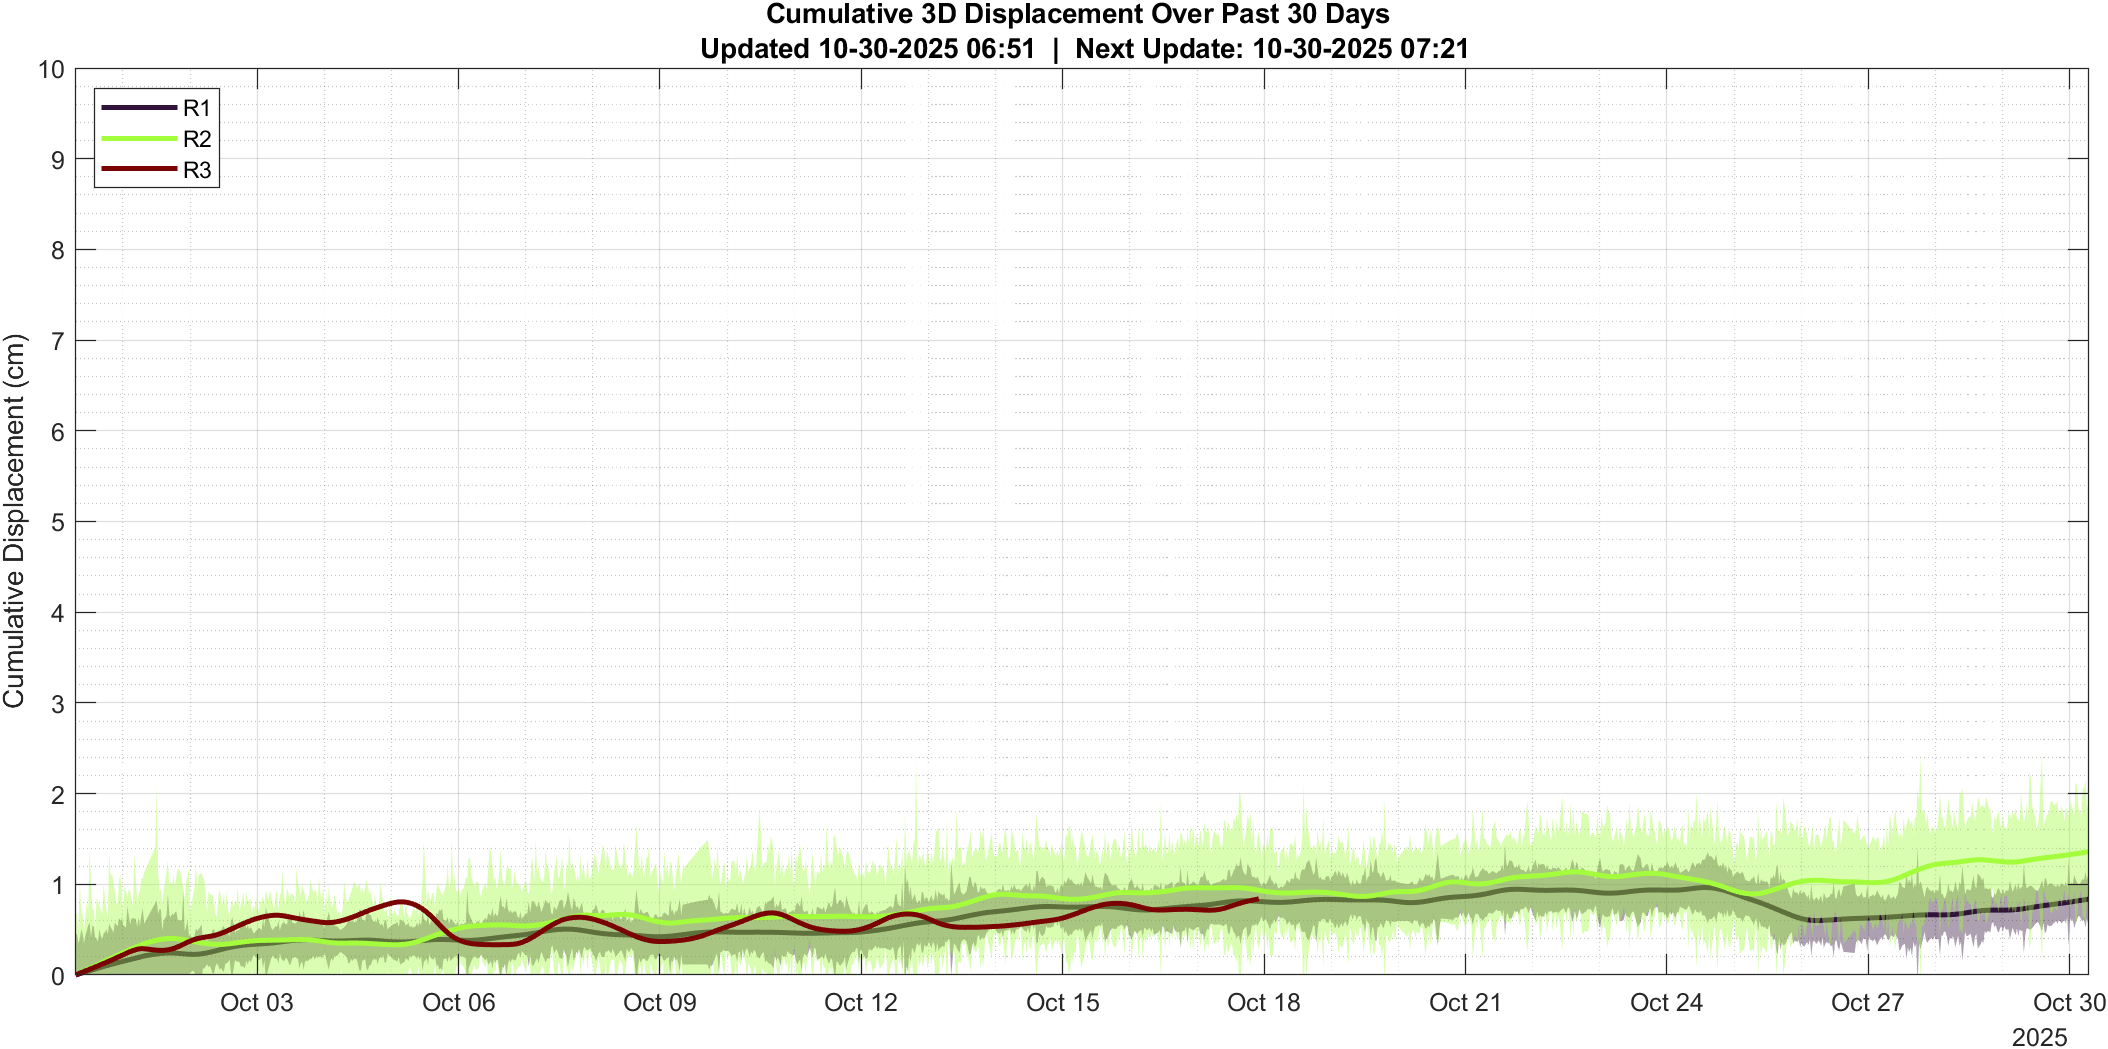 Cumulative 3D Displacement Over Past 30 Days
Updated 10-30-2025 06:51 | Next Update: 10-30-2025 07:21
R1
R2
R3
Cumulative Displacement (cm)
10
9
8
7
6
5
4
3
2
1
0
Oct 03 Oct 06 Oct 09 Oct 12 Oct 15 Oct 18 Oct 21 Oct 24 Oct 27 Oct 30
2025